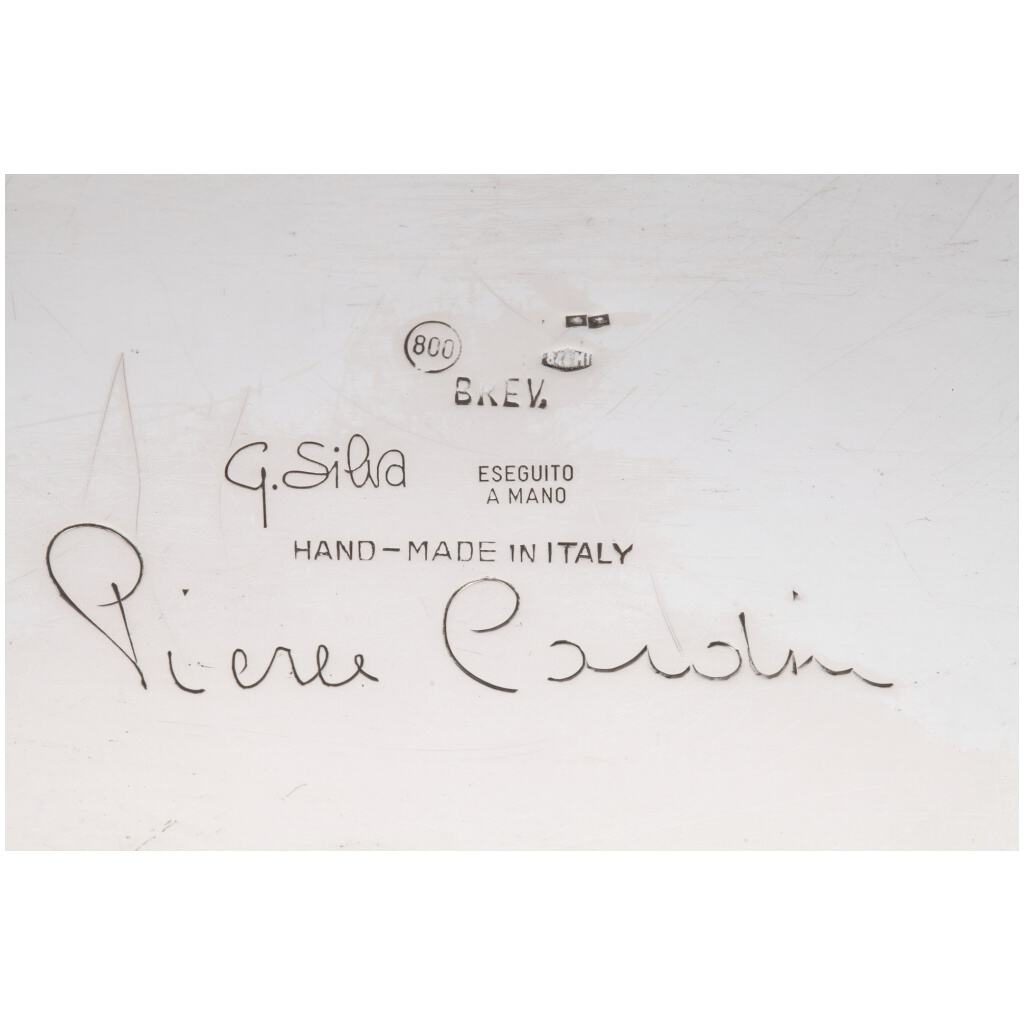 800
BREV.
G. Silva
ESEGUITO
A MANO
HAND-MADE IN ITALY
Pierre Cardin